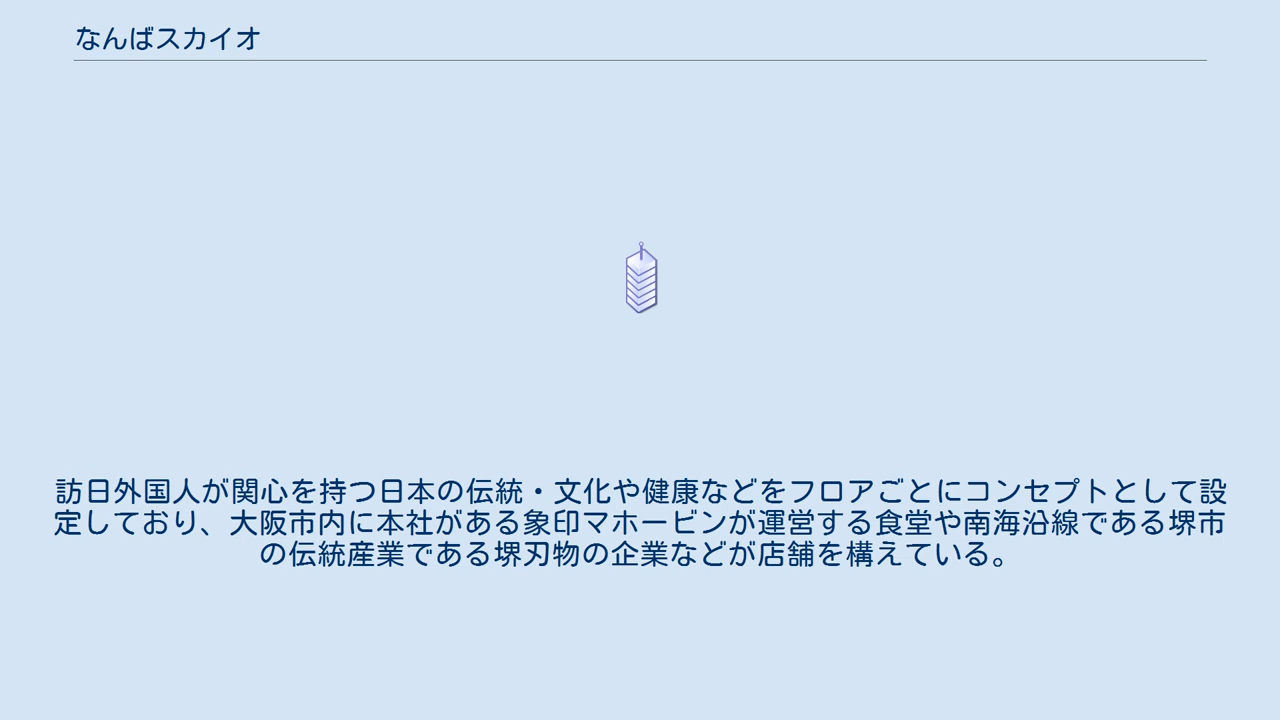 なんばスカイオ
訪日外国人が関心を持つ日本の伝統・文化や健康などをフロアごとにコンセプトとして設
定しており、大阪市内に本社がある象印マホービンが運営する食堂や南海沿線である堺市
の伝統産業である堺刃物の企業などが店舗を構えている。